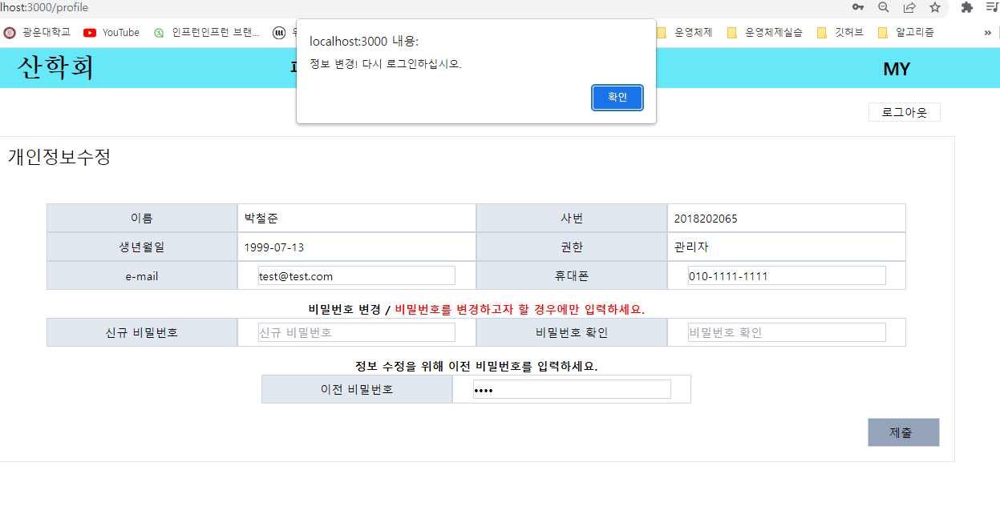 lhost:3000/profile
광운대학교 YouTube 인프런인프런 브랜... 운영체제 운영체제실습 깃허브 알고리즘 »
localhost:3000 내용:
정보 변경! 다시 로그인하십시오.
확인
산학회 MY
로그아웃
개인정보수정
이름 박철준 사번 2018202065
생년월일 1999-07-13 권한 관리자
e-mail test@test.com 휴대폰 010-1111-1111
비밀번호 변경 / 비밀번호를 변경하고자 할 경우에만 입력하세요.
신규 비밀번호 신규 비밀번호 비밀번호 확인 비밀번호 확인
정보 수정을 위해 이전 비밀번호를 입력하세요.
이전 비밀번호 ••••
제출